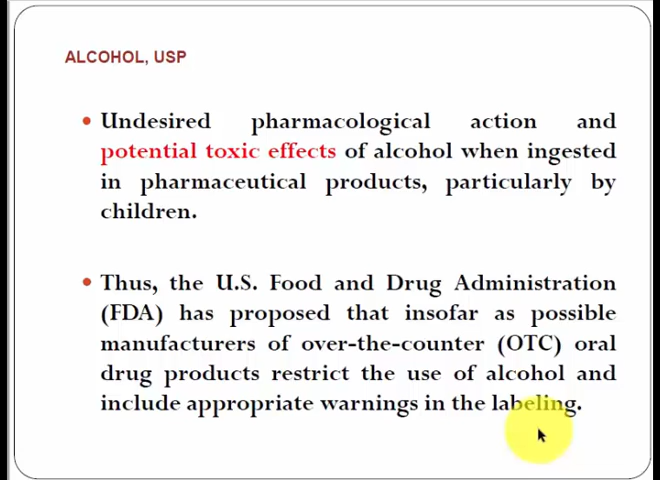 ALCOHOL, USP
• Undesired pharmacological action and
potential toxic effects of alcohol when ingested
in pharmaceutical products, particularly by
children.
• Thus, the U.S. Food and Drug Administration
(FDA) has proposed that insofar as possible
manufacturers of over-the-counter (OTC) oral
drug products restrict the use of alcohol and
include appropriate warnings in the labeling.